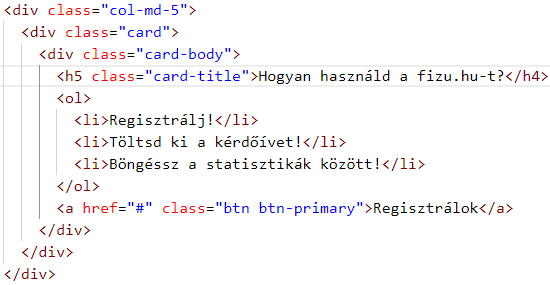 <div class="col-md-5">
<div class="card">
<div class="card-body">
<h5 class="card-title">Hogyan használd a fizu.hu-t?</h4>
<ol>
<li>Regisztrálj!</li>
<li>Töltsd ki a kérdőívet!</li>
<li>Böngéssz a statisztikák között!</li>
</ol>
<a href="#" class="btn btn-primary">Regisztrálok</a>
</div>
</div>
</div>